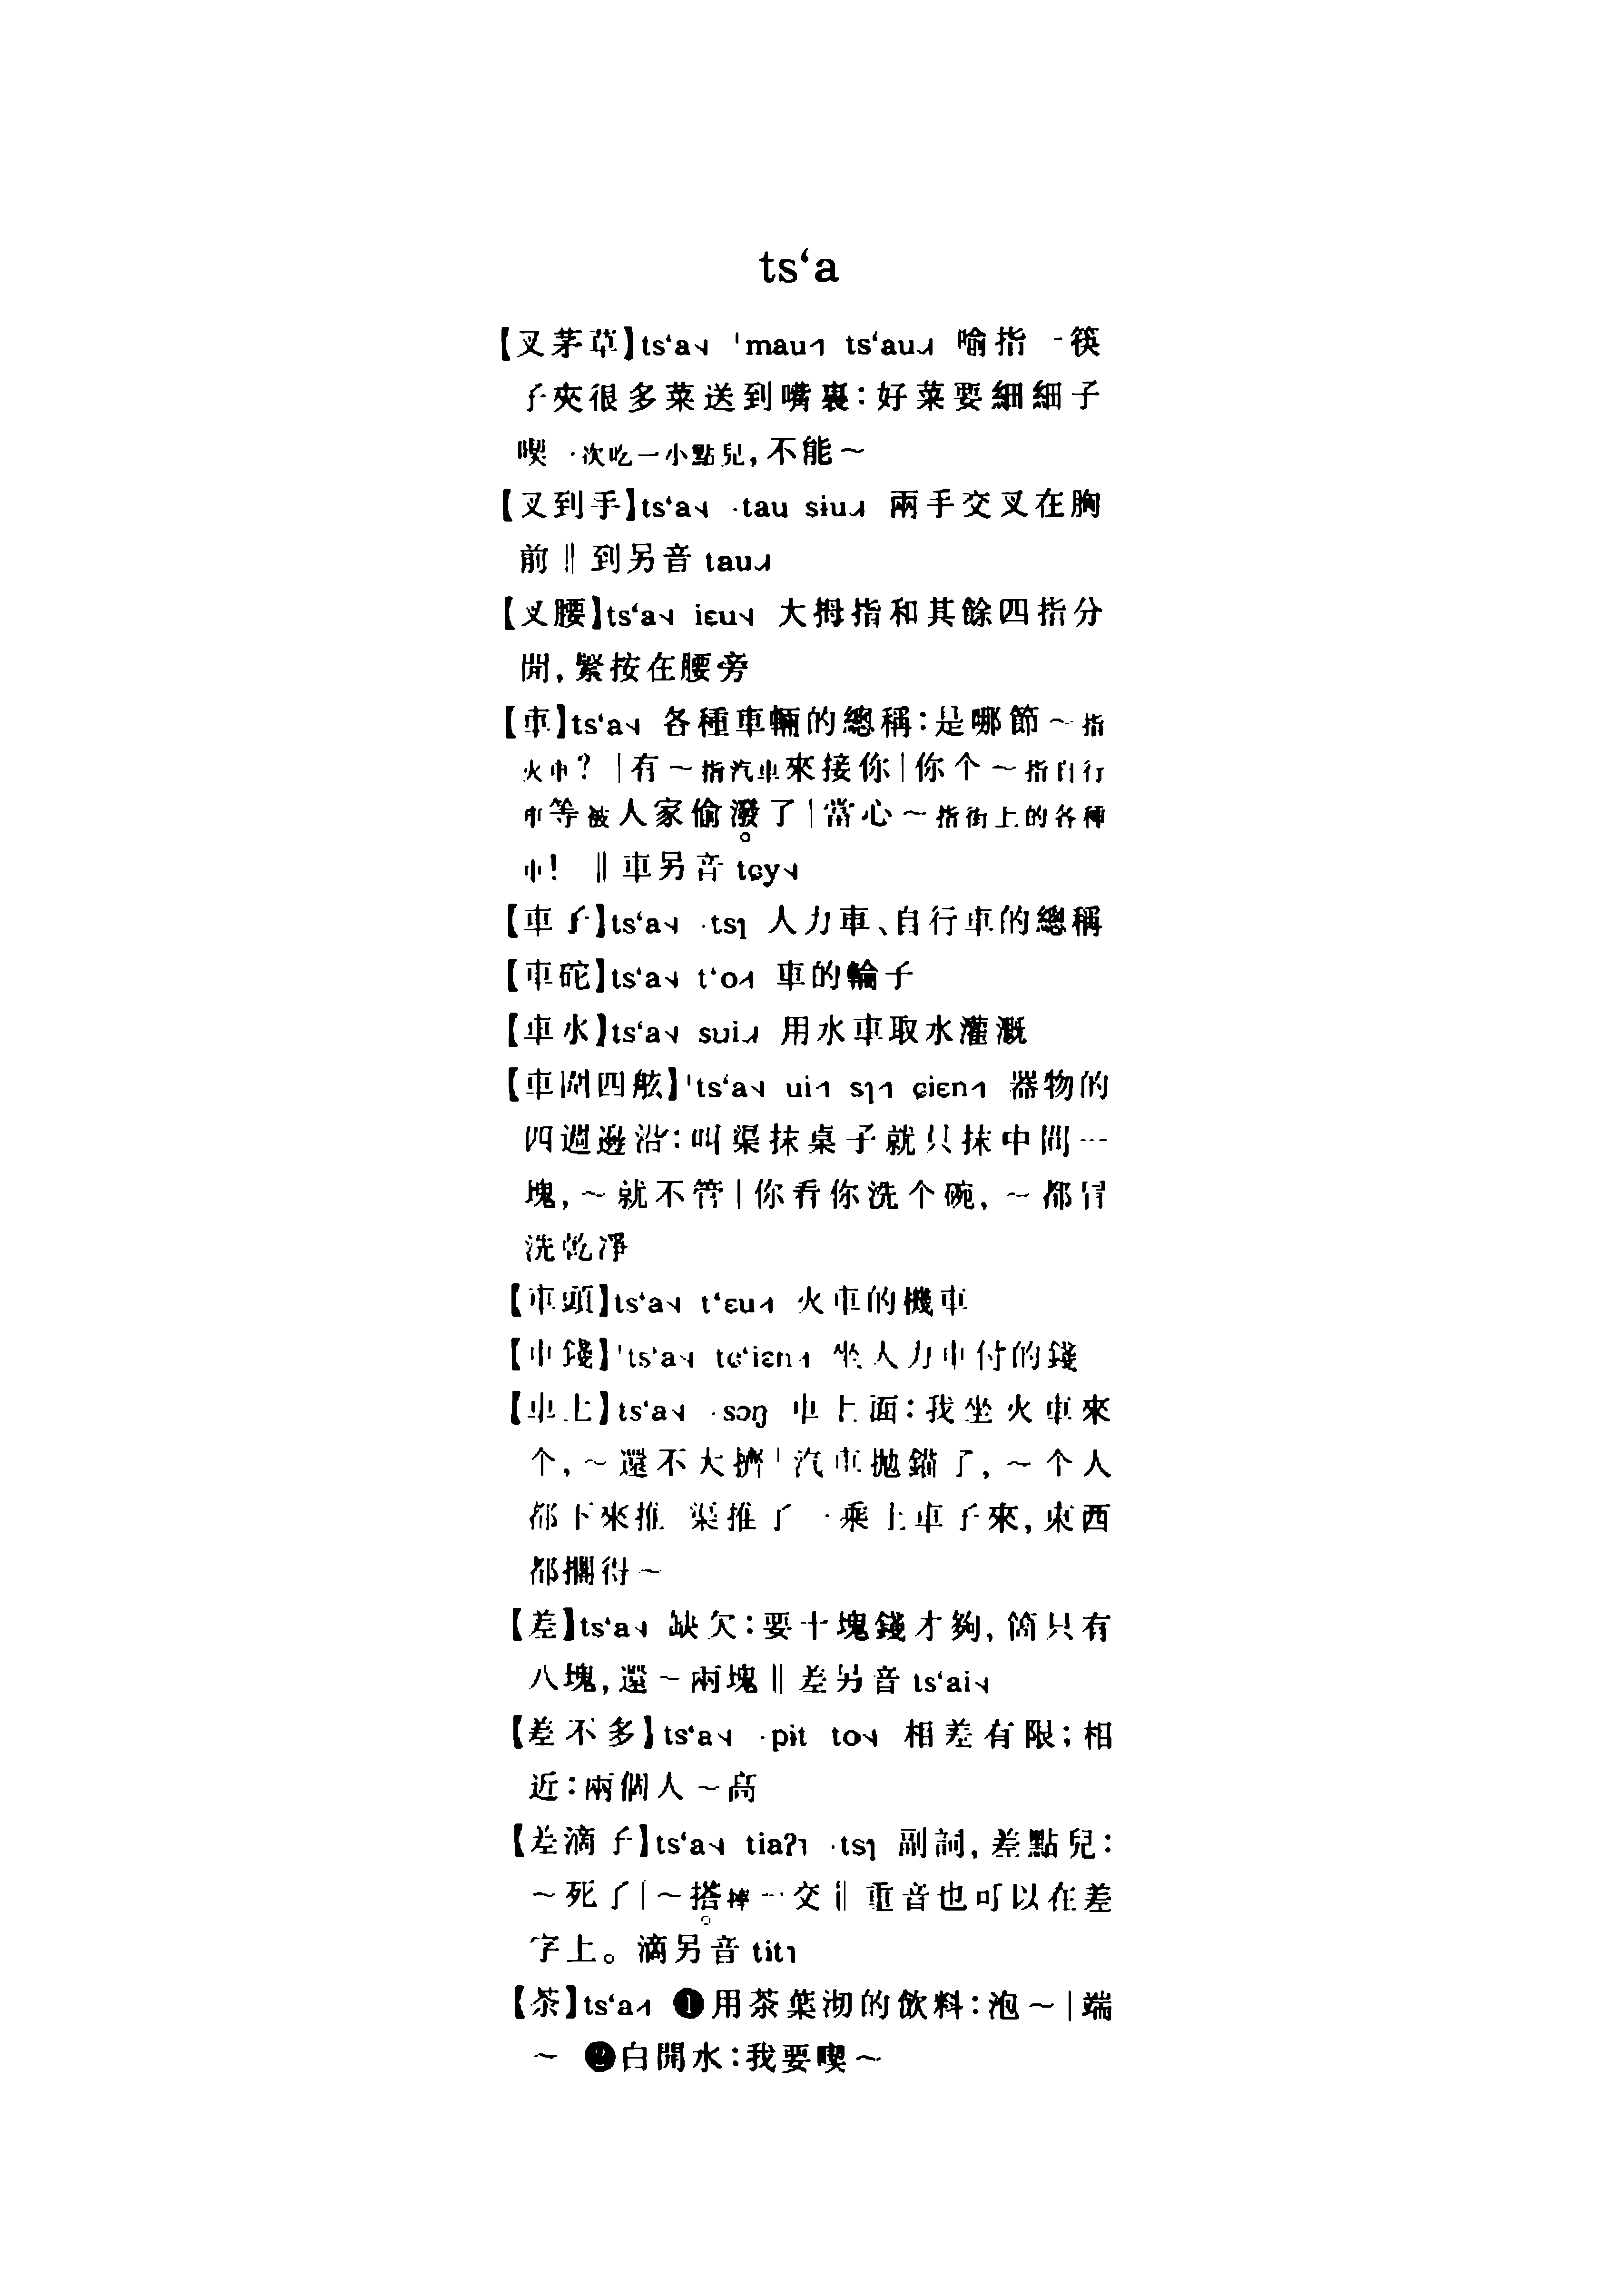 ts‘a
【叉茅草】ts‘a˧˨ ˈmau˦˥ ts‘au˨˩˧ 喻指一筷
子夾很多菜送到嘴裏：好菜要細細子
喫一次吃一小點兒，不能～
【叉到手】ts‘a˧˨ ·tau sɨu˨˩˧ 兩手交叉在胸
前‖到另音 tau˨˩˧
【叉腰】ts‘a˧˨ iɛu˧˨ 大拇指和其餘四指分
開，緊按在腰旁
【車】ts‘a˧˨ 各種車輛的總稱：是哪節～指
火車？｜有～指汽車來接你｜你个～指自行
車等被人家偷潑了｜當心～指街上的各種
車！‖車另音 tɕy˧˨
【車子】ts‘a˧˨ ·tsɿ 人力車、自行車的總稱
【車砣】ts‘a˧˨ t‘o˨˦ 車的輪子
【車水】ts‘a˧˨ sui˨˩˧ 用水車取水灌溉
【車圍四舷】ˈts‘a˧˨ ui˦˥ sɿ˦˥ ɕiɛn˦˥ 器物的
四週邊沿：叫渠抹桌子就只抹中間一
塊，～就不管｜你看你洗个碗，～都冒
洗乾凈
【車頭】ts‘a˧˨ t‘ɛu˨˦ 火車的機車
【車錢】ˈts‘a˧˨ tɕ‘iɛn˨˦ 坐人力車付的錢
【車上】ts‘a˧˨ ·sɔŋ 車上面：我坐火車來
个，～還不大擠｜汽車拋錨了，～个人
都下來推｜渠推了一乘土車子來，東西
都擱得～
【差】ts‘a˧˨ 缺欠：要十塊錢才夠，箇只有
八塊，還～兩塊‖差另音 ts‘ai˧˨
【差不多】ts‘a˧˨ ·pɨt to˧˨ 相差有限；相
近：兩個人～高
【差滴子】ts‘a˧˨ tiaʔ˥ ·tsɿ 副詞，差點兒：
～死了｜～搭摔一交‖重音也可以在差
字上。滴另音 tit˥
【茶】ts‘a˨˦ ❶用茶葉沏的飲料：泡～｜端
～ ❷白開水：我要喫～